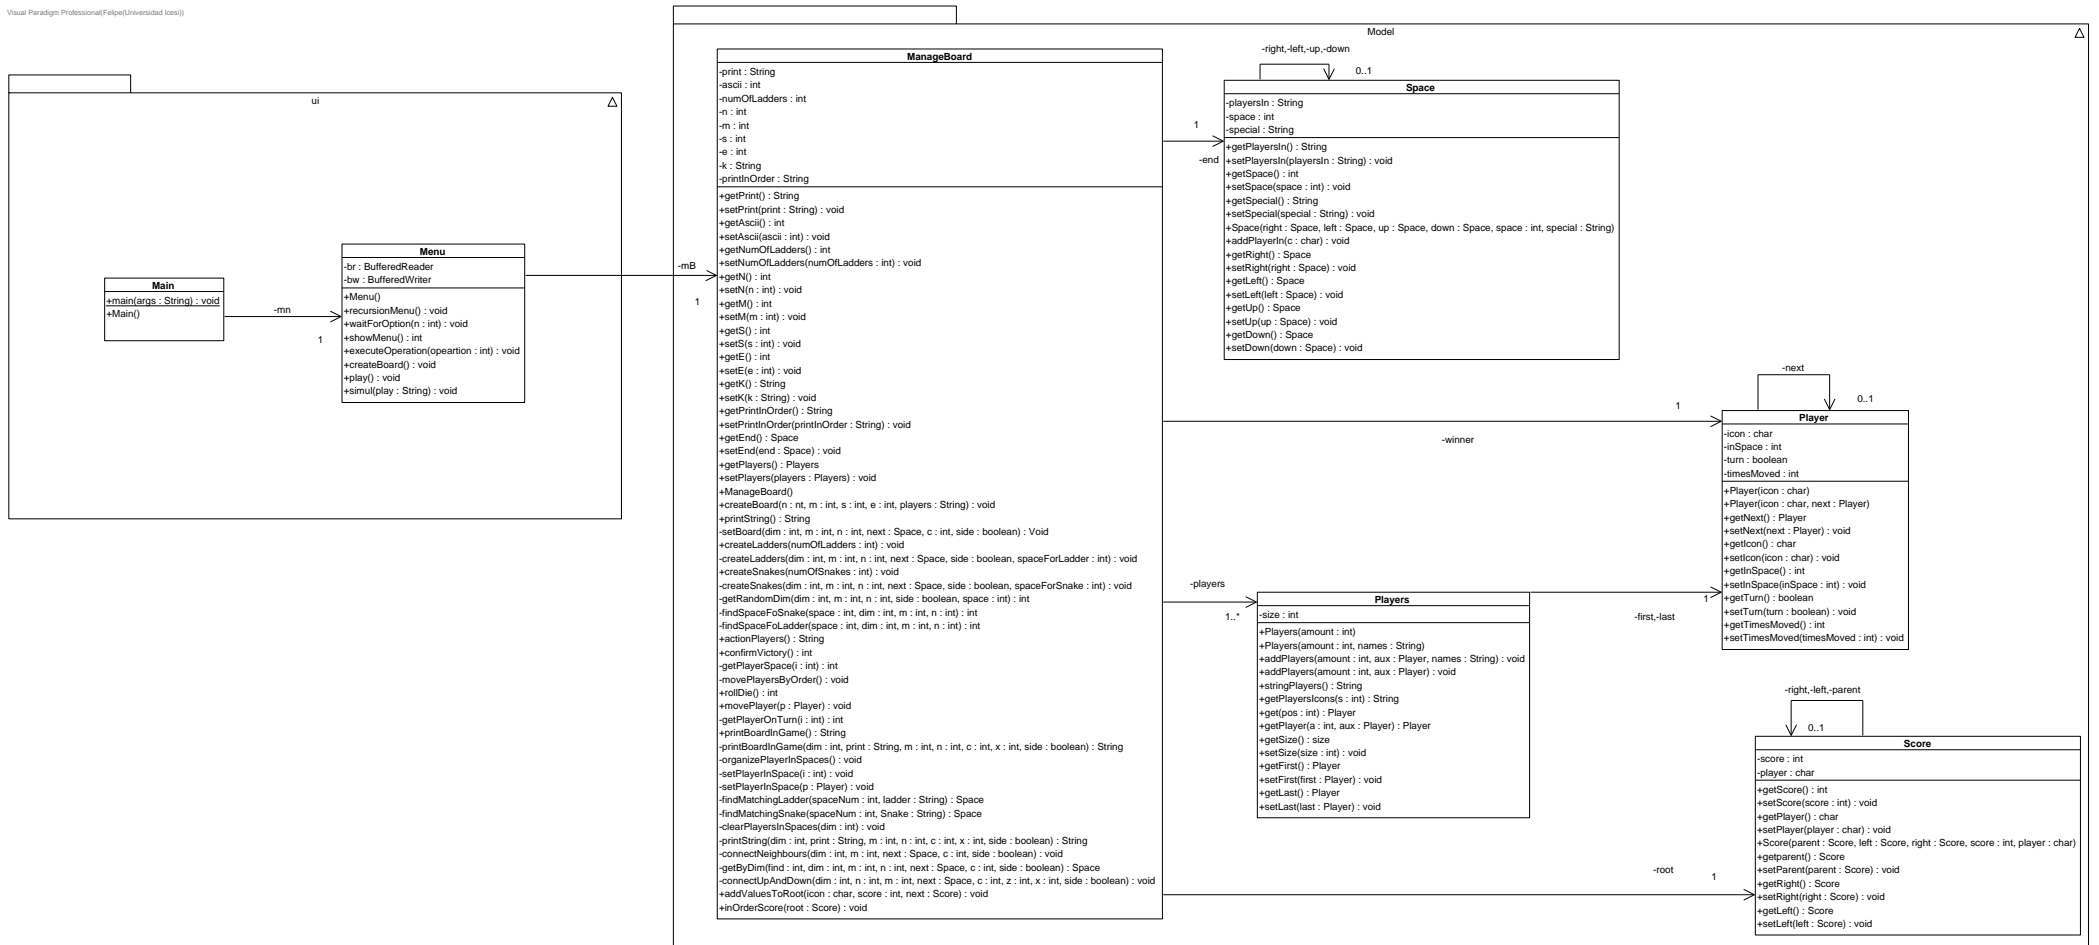 Visual Paradigm Professional(Felipe(Universidad Icesi))
ui
Main
+main(args : String) : void
+Main()
-mn
1
Menu
-br : BufferedReader
-bw : BufferedWriter
+Menu()
+recursionMenu() : void
+waitForOption(n : int) : void
+showMenu() : int
+executeOperation(opeartion : int) : void
+createBoard() : void
+play() : void
+simul(play : String) : void
-mB
1
Model
ManageBoard
-print : String
-ascii : int
-numOfLadders : int
-n : int
-m : int
-s : int
-e : int
-k : String
-printInOrder : String
+getPrint() : String
+setPrint(print : String) : void
+getAscii() : int
+setAscii(ascii : int) : void
+getNumOfLadders() : int
+setNumOfLadders(numOfLadders : int) : void
+getN() : int
+setN(n : int) : void
+getM() : int
+setM(m : int) : void
+getS() : int
+setS(s : int) : void
+getE() : int
+setE(e : int) : void
+getK() : String
+setK(k : String) : void
+getPrintInOrder() : String
+setPrintInOrder(printInOrder : String) : void
+getEnd() : Space
+setEnd(end : Space) : void
+getPlayers() : Players
+setPlayers(players : Players) : void
+ManageBoard()
+createBoard(n : nt, m : int, s : int, e : int, players : String) : void
+printString() : String
-setBoard(dim : int, m : int, n : int, next : Space, c : int, side : boolean) : Void
+createLadders(numOfLadders : int) : void
-createLadders(dim : int, m : int, n : int, next : Space, side : boolean, spaceForLadder : int) : void
+createSnakes(numOfSnakes : int) : void
-createSnakes(dim : int, m : int, n : int, next : Space, side : boolean, spaceForSnake : int) : void
-getRandomDim(dim : int, m : int, n : int, side : boolean, space : int) : int
-findSpaceFoSnake(space : int, dim : int, m : int, n : int) : int
-findSpaceFoLadder(space : int, dim : int, m : int, n : int) : int
+actionPlayers() : String
+confirmVictory() : int
-getPlayerSpace(i : int) : int
-movePlayersByOrder() : void
+rollDie() : int
+movePlayer(p : Player) : void
-getPlayerOnTurn(i : int) : int
+printBoardInGame() : String
-printBoardInGame(dim : int, print : String, m : int, n : int, c : int, x : int, side : boolean) : String
-organizePlayerInSpaces() : void
-setPlayerInSpace(i : int) : void
-setPlayerInSpace(p : Player) : void
-findMatchingLadder(spaceNum : int, ladder : String) : Space
-findMatchingSnake(spaceNum : int, Snake : String) : Space
-clearPlayersInSpaces(dim : int) : void
-printString(dim : int, print : String, m : int, n : int, c : int, x : int, side : boolean) : String
-connectNeighbours(dim : int, m : int, next : Space, c : int, side : boolean) : void
-getByDim(find : int, dim : int, m : int, n : int, next : Space, c : int, side : boolean) : Space
-connectUpAndDown(dim : int, n : int, m : int, next : Space, c : int, z : int, x : int, side : boolean) : void
+addValuesToRoot(icon : char, score : int, next : Score) : void
+inOrderScore(root : Score) : void
1
-end
-right,-left,-up,-down
0..1
Space
-playersIn : String
-space : int
-special : String
+getPlayersIn() : String
+setPlayersIn(playersIn : String) : void
+getSpace() : int
+setSpace(space : int) : void
+getSpecial() : String
+setSpecial(special : String) : void
+Space(right : Space, left : Space, up : Space, down : Space, space : int, special : String)
+addPlayerIn(c : char) : void
+getRight() : Space
+setRight(right : Space) : void
+getLeft() : Space
+setLeft(left : Space) : void
+getUp() : Space
+setUp(up : Space) : void
+getDown() : Space
+setDown(down : Space) : void
1
-winner
-next
0..1
Player
-icon : char
-inSpace : int
-turn : boolean
-timesMoved : int
+Player(icon : char)
+Player(icon : char, next : Player)
+getNext() : Player
+setNext(next : Player) : void
+getIcon() : char
+setIcon(icon : char) : void
+getInSpace() : int
+setInSpace(inSpace : int) : void
+getTurn() : boolean
+setTurn(turn : boolean) : void
+getTimesMoved() : int
+setTimesMoved(timesMoved : int) : void
-players
1..*
Players
-size : int
+Players(amount : int)
+Players(amount : int, names : String)
+addPlayers(amount : int, aux : Player, names : String) : void
+addPlayers(amount : int, aux : Player) : void
+stringPlayers() : String
+getPlayersIcons(s : int) : String
+get(pos : int) : Player
+getPlayer(a : int, aux : Player) : Player
+getSize() : size
+setSize(size : int) : void
+getFirst() : Player
+setFirst(first : Player) : void
+getLast() : Player
+setLast(last : Player) : void
1
-first,-last
-right,-left,-parent
0..1
-root
1
Score
-score : int
-player : char
+getScore() : int
+setScore(score : int) : void
+getPlayer() : char
+setPlayer(player : char) : void
+Score(parent : Score, left : Score, right : Score, score : int, player : char)
+getparent() : Score
+setParent(parent : Score) : void
+getRight() : Score
+setRight(right : Score) : void
+getLeft() : Score
+setLeft(left : Score) : void